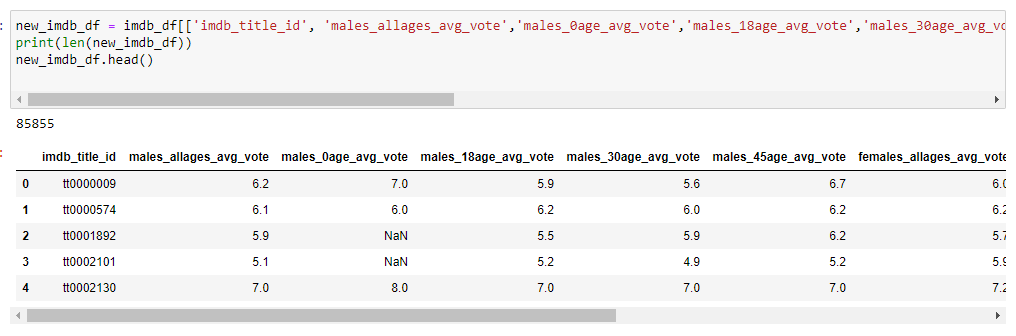 new_imdb_df = imdb_df[['imdb_title_id', 'males_allages_avg_vote','males_0age_avg_vote','males_18age_avg_vote','males_30age_avg_vo
print(len(new_imdb_df))
new_imdb_df.head()
85855
imdb_title_id males_allages_avg_vote males_0age_avg_vote males_18age_avg_vote males_30age_avg_vote males_45age_avg_vote females_allages_avg_vote
0 tt0000009 6.2 7.0 5.9 5.6 6.7 6.0
1 tt0000574 6.1 6.0 6.2 6.0 6.2 6.2
2 tt0001892 5.9 NaN 5.5 5.9 6.2 5.7
3 tt0002101 5.1 NaN 5.2 4.9 5.2 5.9
4 tt0002130 7.0 8.0 7.0 7.0 7.0 7.2